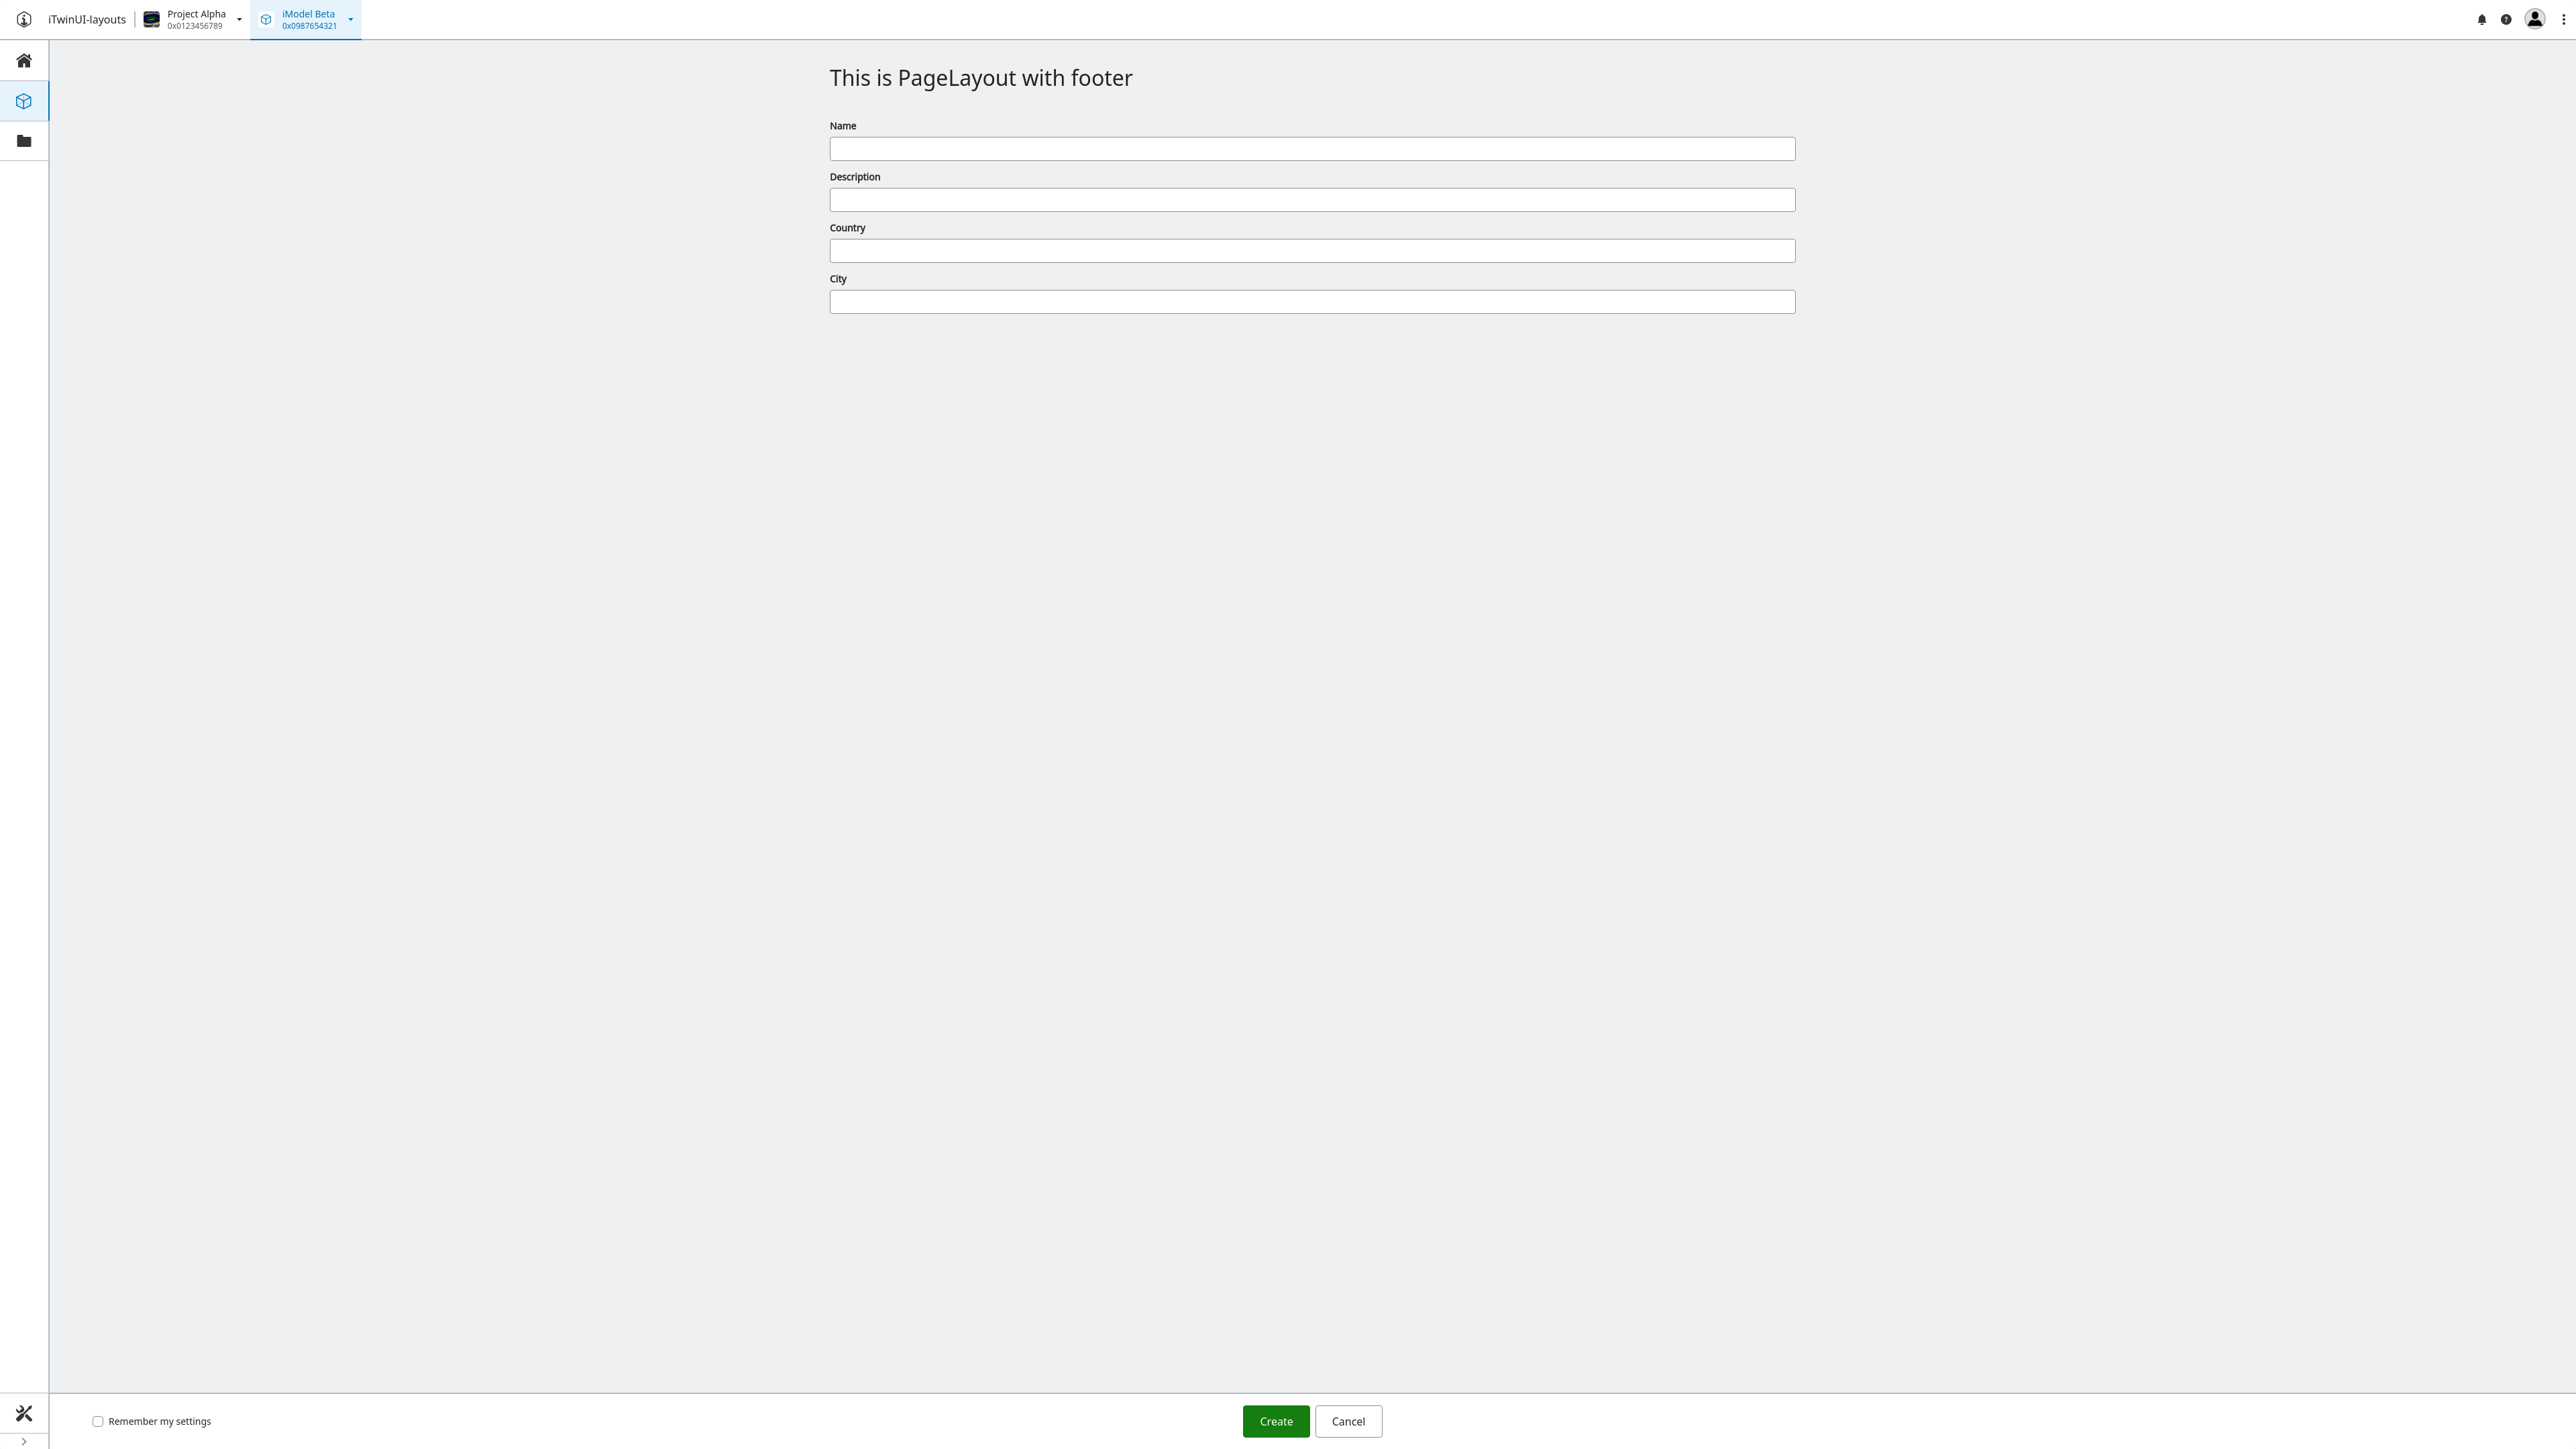 iTwinUI-layouts
Project Alpha
0x0123456789
iModel Beta
0x0987654321
This is PageLayout with footer
Name
Description
Country
City
Remember my settings
Create
Cancel